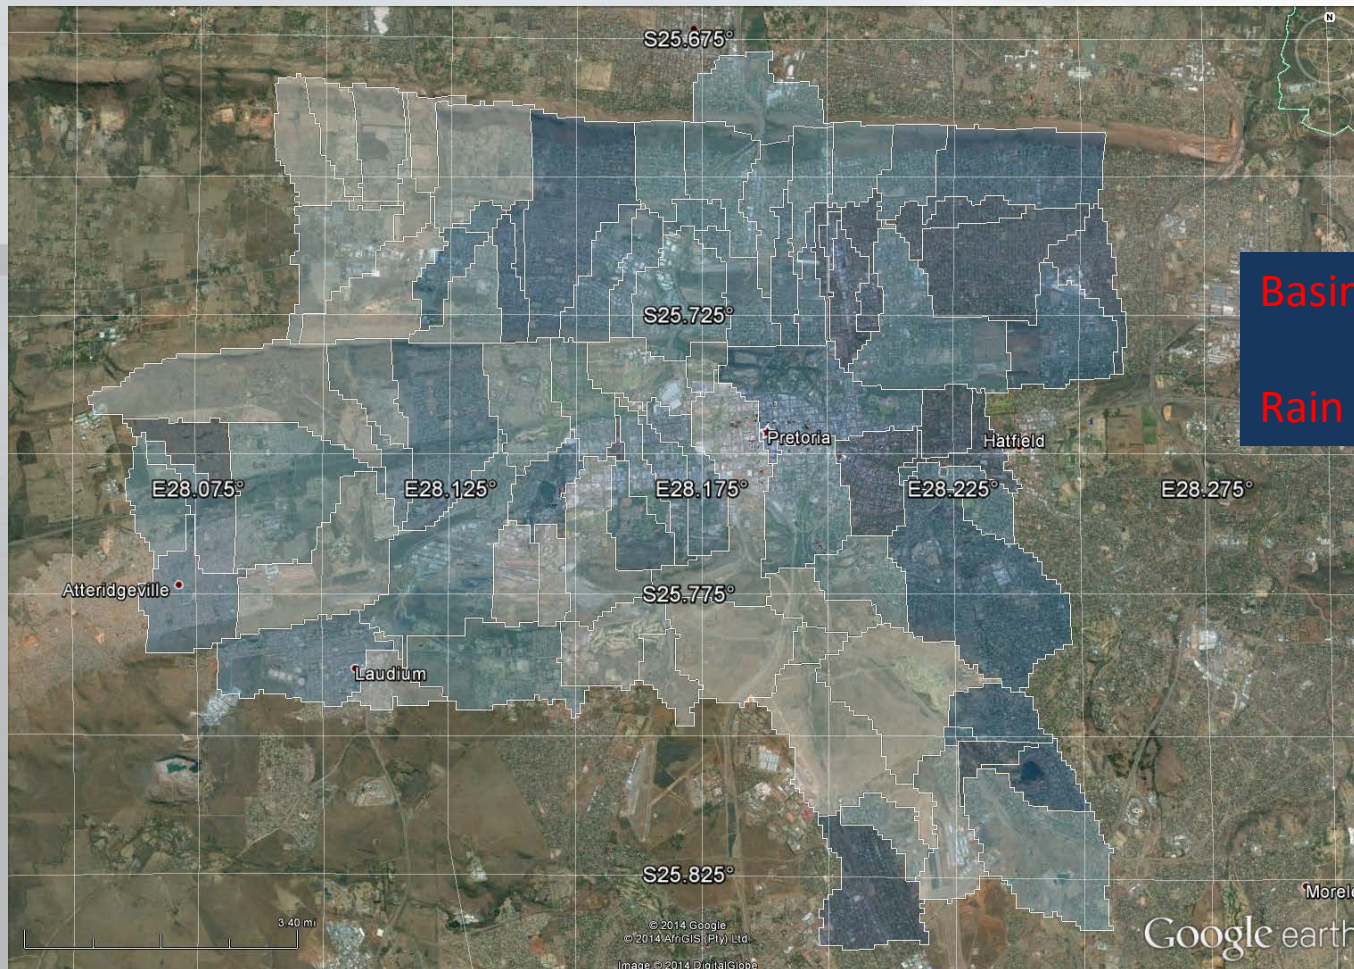 N
S25.675°
Basin
S25.725°
Rain
Pretoria
Hatfield
E28.075°
E28.125°
E28.175°
E28.225°
E28.275°
Atteridgeville
S25.775°
Laudium
S25.825°
Morele
3.40 mi
© 2014 Google
© 2014 AfriGIS (Pty) Ltd.
Image © 2014 DigitalGlobe
Google earth